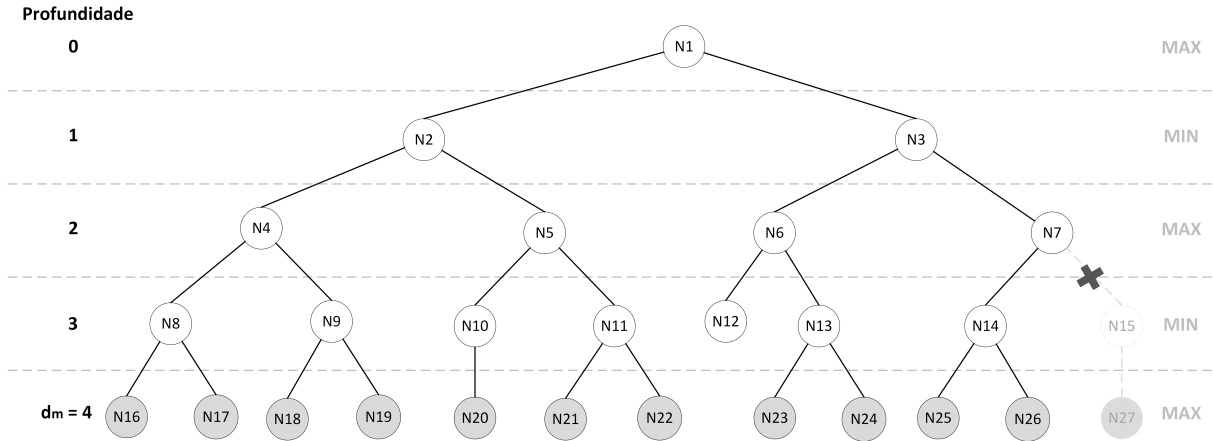 Profundidade
0 N1 MAX
1 N2 N3 MIN
2 N4 N5 N6 N7 MAX
3 N8 N9 N10 N11 N12 N13 N14 N15 MIN
dm = 4 N16 N17 N18 N19 N20 N21 N22 N23 N24 N25 N26 N27 MAX